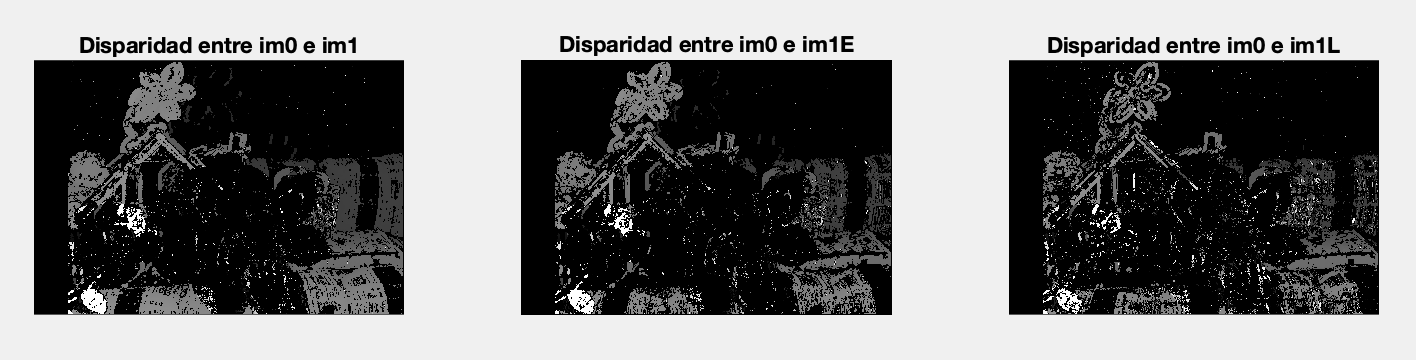 Disparidad entre im0 e im1
Disparidad entre im0 e im1E
Disparidad entre im0 e im1L